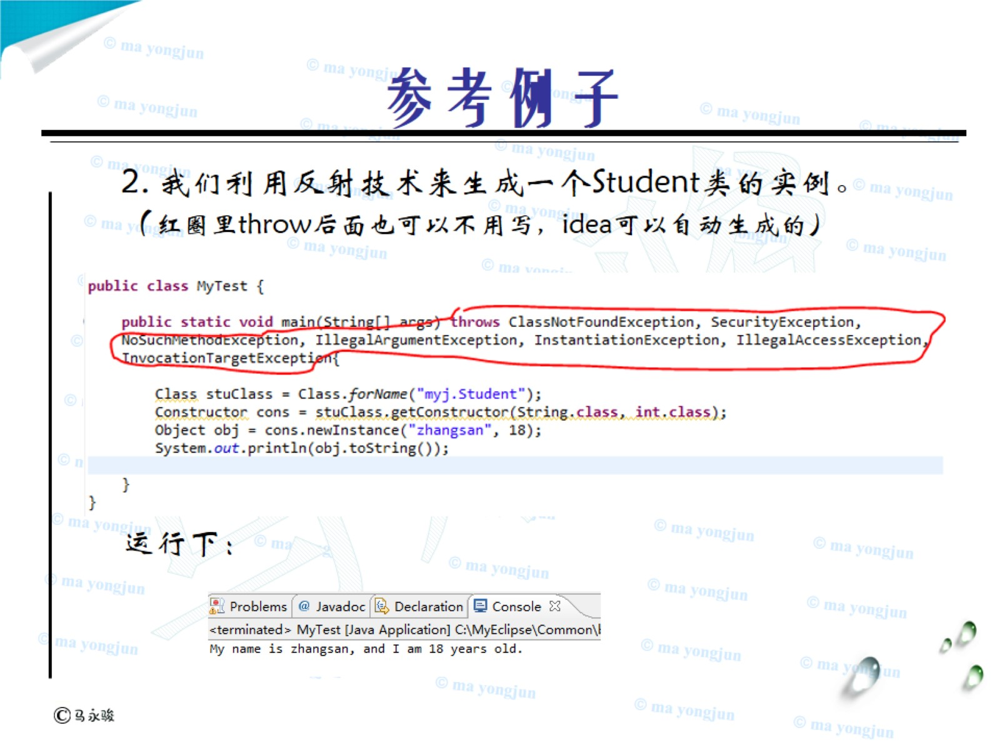 参考例子
2. 我们利用反射技术来生成一个Student类的实例。
（红圈里throw后面也可以不用写，idea可以自动生成的）
public class MyTest {
public static void main(String[] args) throws ClassNotFoundException, SecurityException,
NoSuchMethodException, IllegalArgumentException, InstantiationException, IllegalAccessException,
InvocationTargetException{
Class stuClass = Class.forName("myj.Student");
Constructor cons = stuClass.getConstructor(String.class, int.class);
Object obj = cons.newInstance("zhangsan", 18);
System.out.println(obj.toString());
}
}
运行下：
Problems @ Javadoc Declaration Console
<terminated> MyTest [Java Application] C:\MyEclipse\Common\
My name is zhangsan, and I am 18 years old.
©马永骏
© ma yongjun